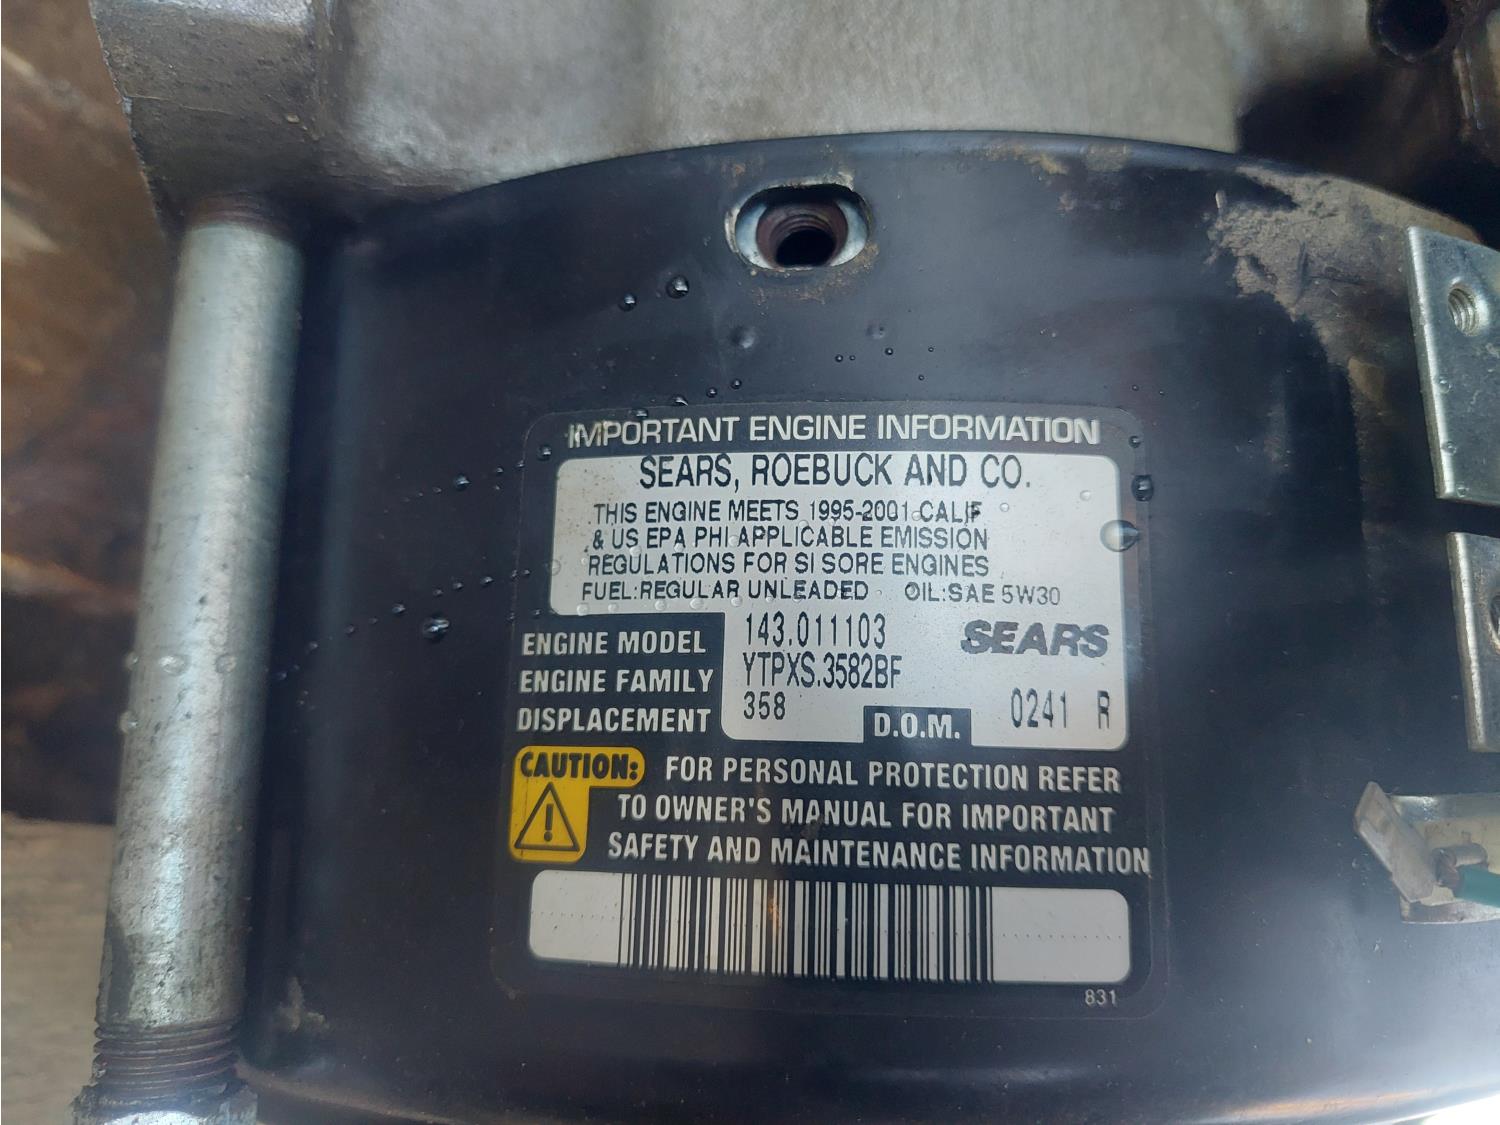 IMPORTANT ENGINE INFORMATION
SEARS, ROEBUCK AND CO.
THIS ENGINE MEETS 1995-2001 CALIF
& US EPA PHI APPLICABLE EMISSION
REGULATIONS FOR SI SORE ENGINES
FUEL:REGULAR UNLEADED OIL:SAE 5W30
ENGINE MODEL 143.011103 SEARS
ENGINE FAMILY YTPXS.3582BF
DISPLACEMENT 358 D.O.M. 0241 R
CAUTION: FOR PERSONAL PROTECTION REFER
TO OWNER'S MANUAL FOR IMPORTANT
SAFETY AND MAINTENANCE INFORMATION
831